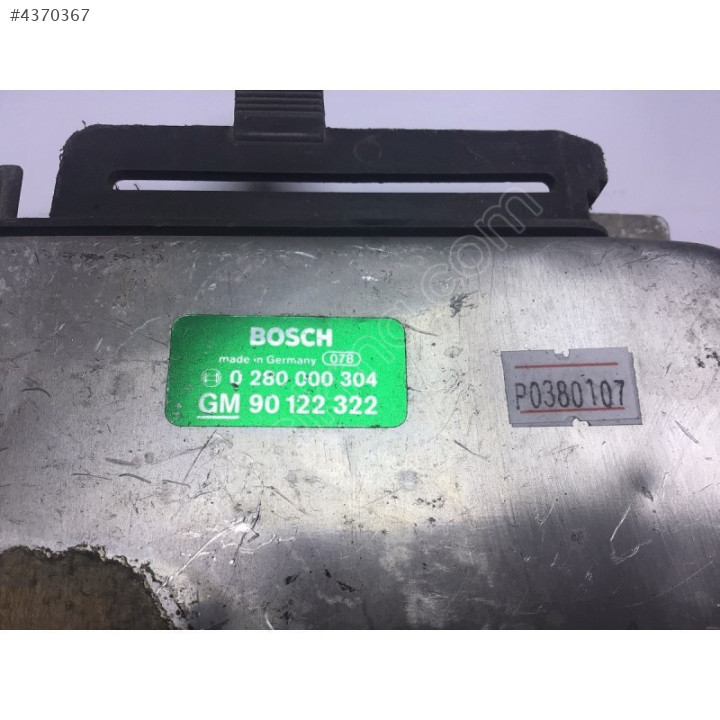 #4370367
BOSCH
made in Germany 078
0 280 000 304
GM 90 122 322
P0380107